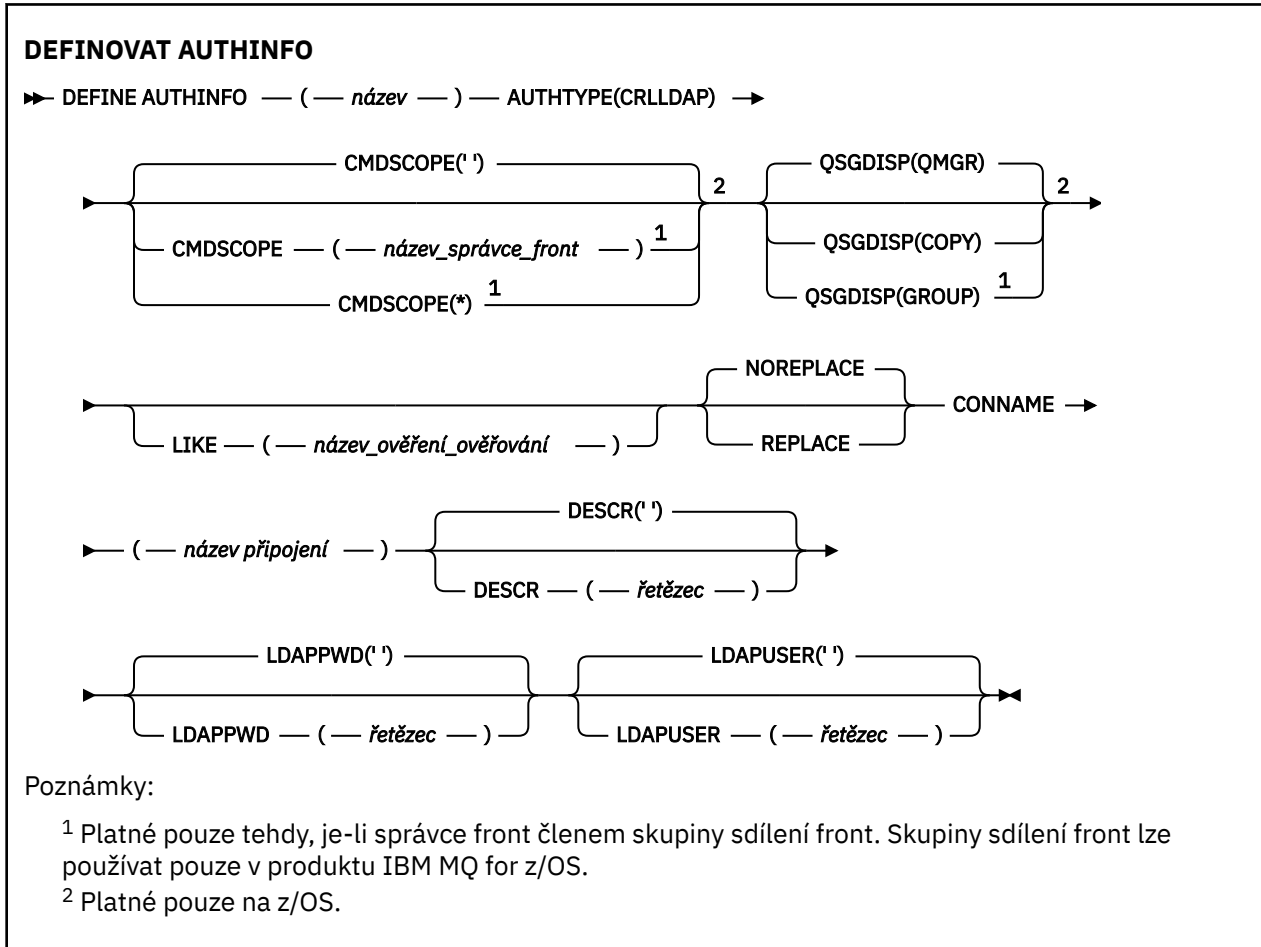 DEFINOVAT AUTHINFO
DEFINE AUTHINFO ( název ) AUTHTYPE(CRLLDAP)
CMDSCOPE(' ')
2
CMDSCOPE ( název_správce_front ) 1
CMDSCOPE(*) 1
QSGDISP(QMGR)
2
QSGDISP(COPY)
QSGDISP(GROUP) 1
LIKE ( název_ověření_ověřování )
NOREPLACE
REPLACE
CONNAME
( název připojení )
DESCR(' ')
DESCR ( řetězec )
LDAPPWD(' ')
LDAPPWD ( řetězec )
LDAPUSER(' ')
LDAPUSER ( řetězec )
Poznámky:
1 Platné pouze tehdy, je-li správce front členem skupiny sdílení front. Skupiny sdílení front lze
používat pouze v produktu IBM MQ for z/OS.
2 Platné pouze na z/OS.